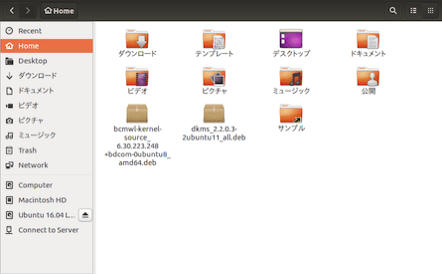 Home
Recent
Home
Desktop
ダウンロード
ドキュメント
ビデオ
ピクチャ
ミュージック
Trash
Network
Computer
Macintosh HD
Ubuntu 16.04 L...
Connect to Server
ダウンロード
テンプレート
デスクトップ
ドキュメント
ビデオ
ピクチャ
ミュージック
公開
bcmwl-kernel-
source_
6.30.223.248
+bdcom-0ubuntu8_
amd64.deb
dkms_2.2.0.3-
2ubuntu11_all.deb
サンプル